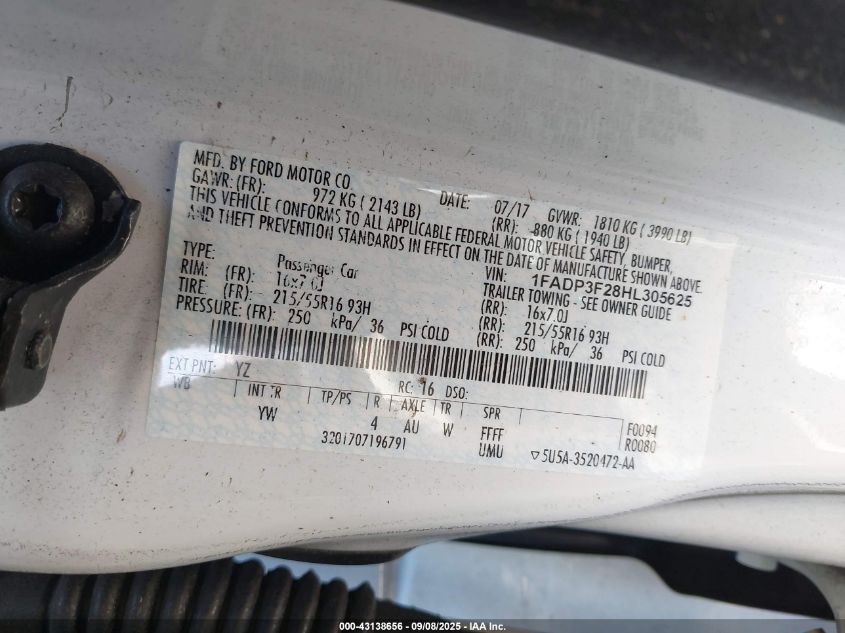 MFD. BY FORD MOTOR CO.
DATE: 07/17 GVWR: 1810 KG ( 3990 LB)
GAWR: (FR): 972 KG ( 2143 LB) (RR): 880 KG ( 1940 LB)
THIS VEHICLE CONFORMS TO ALL APPLICABLE FEDERAL MOTOR VEHICLE SAFETY, BUMPER,
AND THEFT PREVENTION STANDARDS IN EFFECT ON THE DATE OF MANUFACTURE SHOWN ABOVE.
VIN: 1FADP3F28HL305625
TYPE: Passenger Car TRAILER TOWING - SEE OWNER GUIDE
RIM: (FR): 16x7.0J (RR): 16x7.0J
TIRE: (FR): 215/55R16 93H (RR): 215/55R16 93H
PRESSURE: (FR): 250 kPa/ 36 PSI COLD (RR): 250 kPa/ 36 PSI COLD
EXT PNT: YZ RC: 16 DSO:
WB INT TR TP/PS R AXLE TR SPR
YW 4 AU W FFFF F0094
3201707196791 UMU R0080
5U5A-3520472-AA
000-43138656 - 09/08/2025 - IAA Inc.